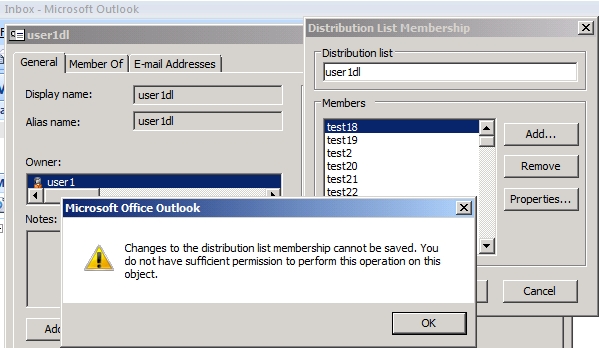 Inbox - Microsoft Outlook
user1dl
General
Member Of
E-mail Addresses
Display name:
user1dl
Alias name:
user1dl
Owner:
user1
Notes:
Distribution List Membership
Distribution list
user1dl
Members
test18
test19
test2
test20
test21
test22
Add...
Remove
Properties...
Cancel
Microsoft Office Outlook
Changes to the distribution list membership cannot be saved. You
do not have sufficient permission to perform this operation on this
object.
OK